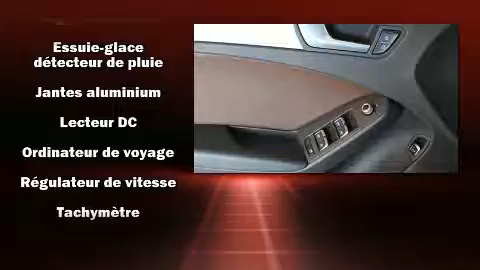 Essuie-glace
détecteur de pluie
Jantes aluminium
Lecteur DC
Ordinateur de voyage
Régulateur de vitesse
Tachymètre